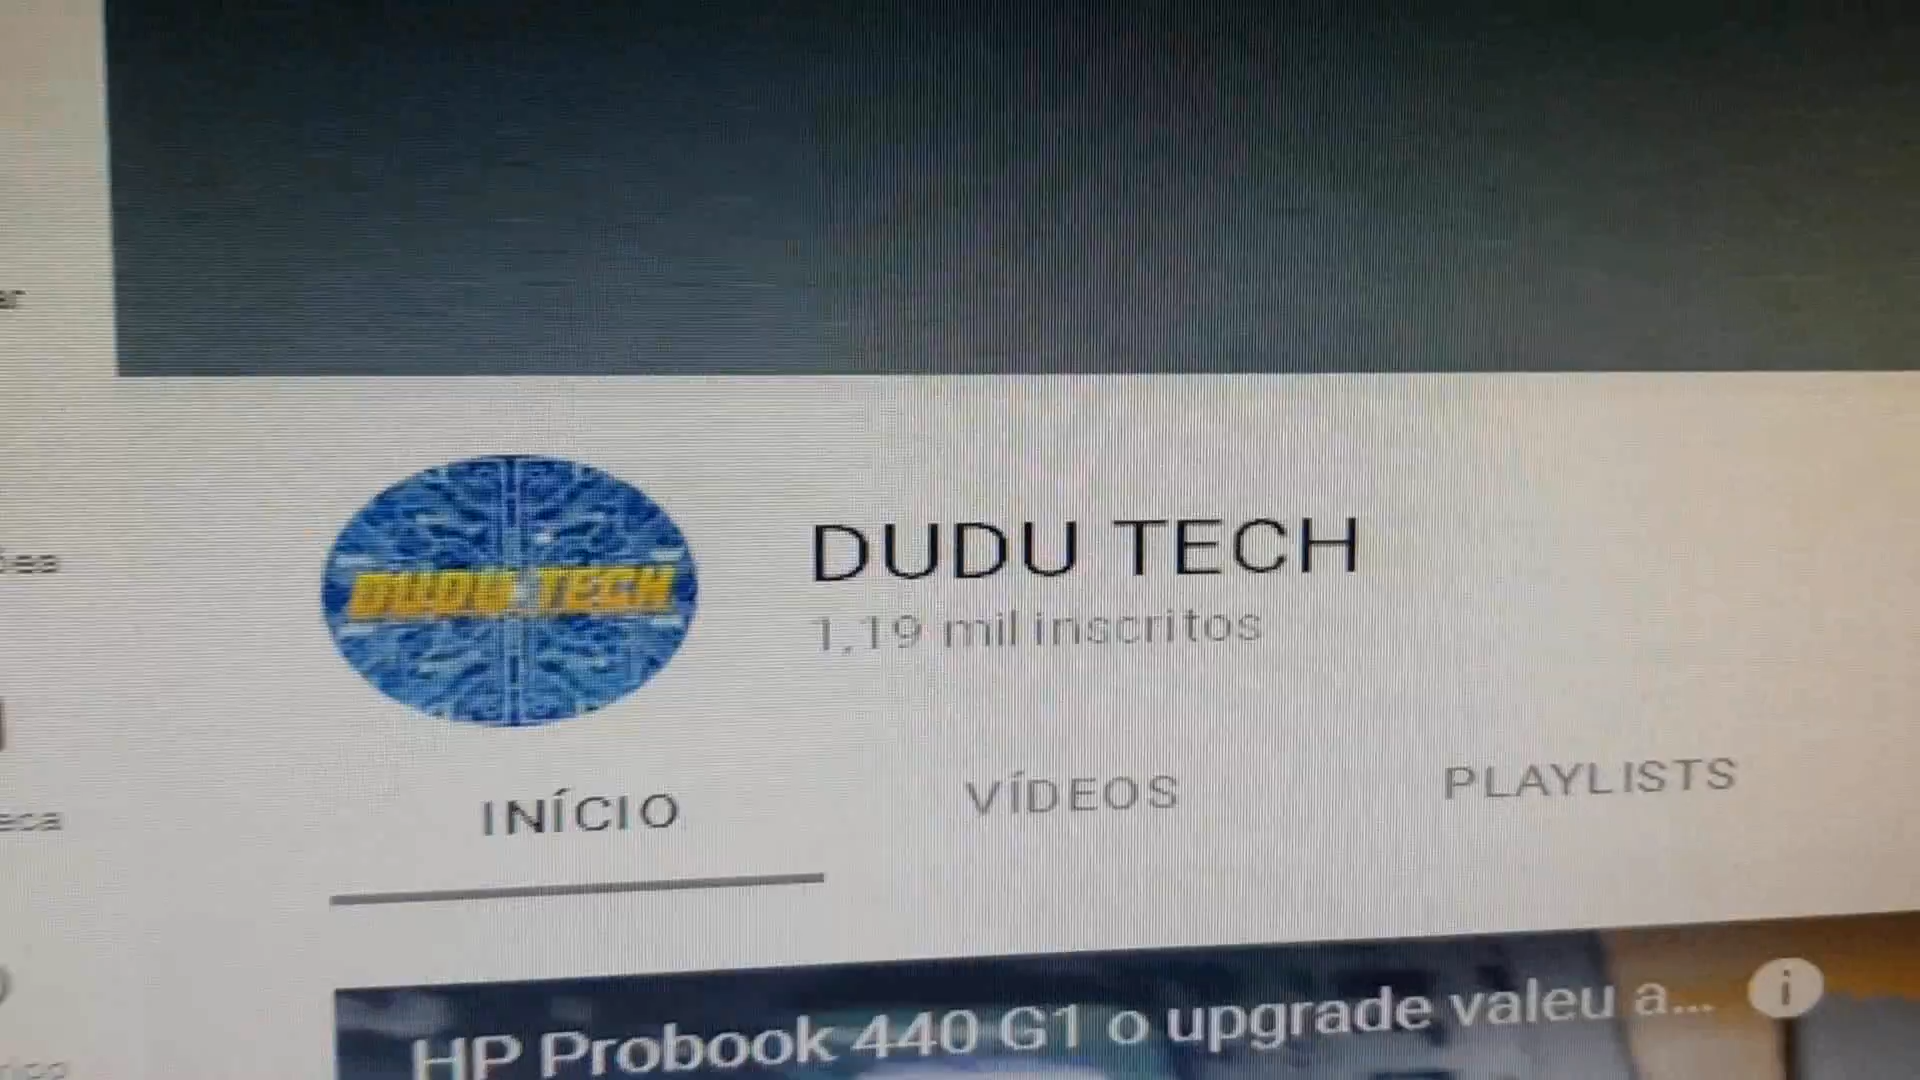 DUDU TECH
DUDU TECH
1,19 mil inscritos
INÍCIO
VÍDEOS
PLAYLISTS
HP Probook 440 G1 o upgrade valeu a...